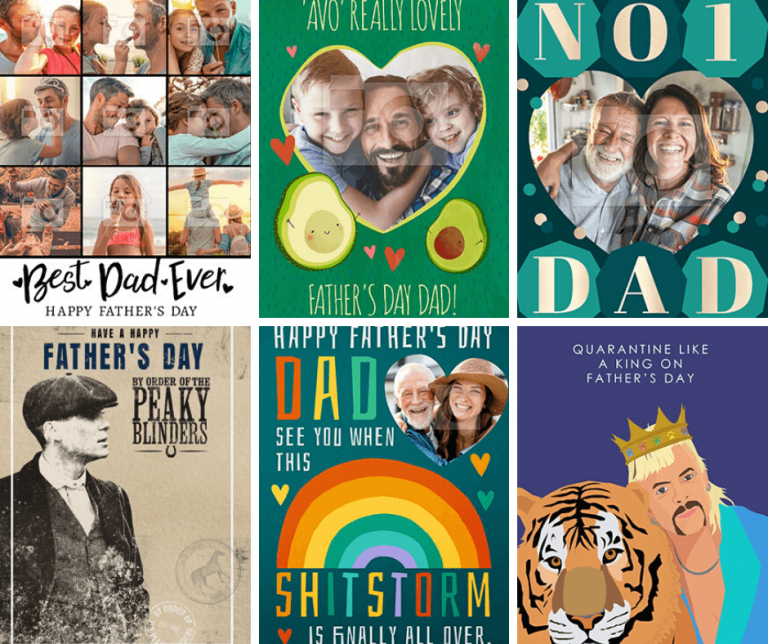 Best Dad Ever
HAPPY FATHER'S DAY
'AVO' REALLY LOVELY
FATHER'S DAY DAD!
NO1
DAD
HAVE A HAPPY
FATHER'S DAY
BY ORDER OF THE
PEAKY
BLINDERS
HAPPY FATHER'S DAY
DAD
SEE YOU WHEN
THIS
SHITSTORM
IS FINALLY ALL OVER.
QUARANTINE LIKE
A KING ON
FATHER'S DAY